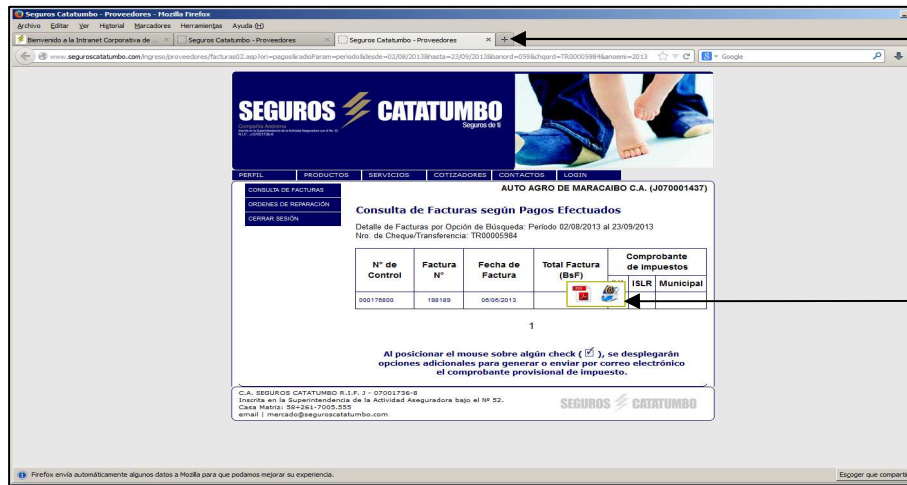 Seguros Catatumbo - Proveedores - Mozilla Firefox
Archivo Editar Ver Historial Marcadores Herramientas Ayuda (H)
Bienvenido a la Intranet Corporativa de ... × Seguros Catatumbo - Proveedores × Seguros Catatumbo - Proveedores × +
www.seguroscatatumbo.com/ingreso/proveedores/facturas02.asp?on=pagos&radioParam=periodo&desde=02/08/2013&hasta=23/09/2013&banord=059&chqord=TR00005984&anoemi=2013 Google
SEGUROS CATATUMBO
Compañía Anónima
Seguros de ti
PERFIL PRODUCTOS SERVICIOS COTIZADORES CONTACTOS LOGIN
CONSULTA DE FACTURAS
ORDENES DE REPARACIÓN
CERRAR SESIÓN
AUTO AGRO DE MARACAIBO C.A. (J070001437)
Consulta de Facturas según Pagos Efectuados
Detalle de Facturas por Opción de Búsqueda: Período 02/08/2013 al 23/09/2013
Nro. de Cheque/Transferencia: TR00005984
N° de Control Factura N° Fecha de Factura Total Factura (BsF) Comprobante de impuestos
ISLR Municipal
000176800 198189 06/06/2013
1
Al posicionar el mouse sobre algún check ( ☑ ), se desplegarán
opciones adicionales para generar o enviar por correo electrónico
el comprobante provisional de impuesto.
C.A. SEGUROS CATATUMBO R.I.F. J - 07001736-8
Inscrita en la Superintendencia de la Actividad Aseguradora bajo el Nº 52.
Casa Matriz: 58+261-7005.555
email | mercado@seguroscatatumbo.com
SEGUROS CATATUMBO
Firefox envía automáticamente algunos datos a Mozilla para que podamos mejorar su experiencia.
Escoger que comparti